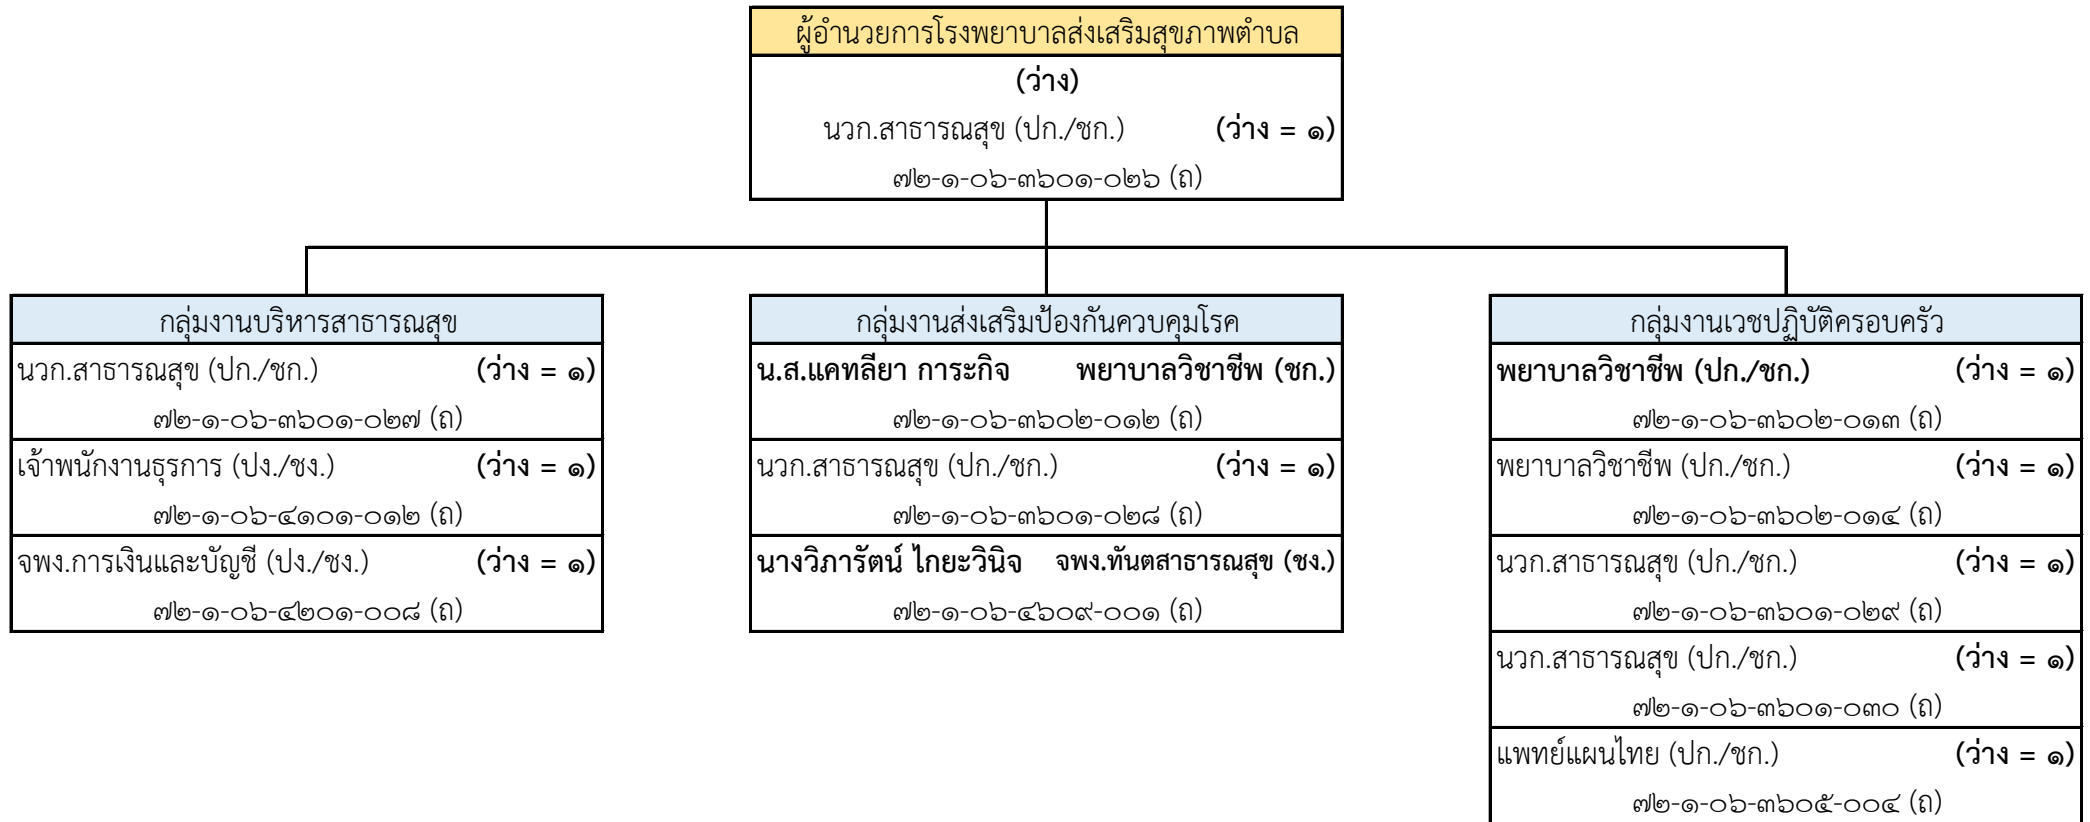 ผู้อำนวยการโรงพยาบาลส่งเสริมสุขภาพตำบล
(ว่าง)
นวก.สาธารณสุข (ปก./ชก.) (ว่าง = ๑)
๗๒-๑-๐๖-๓๖๐๑-๐๒๖ (ถ)
กลุ่มงานบริหารสาธารณสุข
นวก.สาธารณสุข (ปก./ชก.) (ว่าง = ๑)
๗๒-๑-๐๖-๓๖๐๑-๐๒๗ (ถ)
เจ้าพนักงานธุรการ (ปง./ชง.) (ว่าง = ๑)
๗๒-๑-๐๖-๔๑๐๑-๐๑๒ (ถ)
จพง.การเงินและบัญชี (ปง./ชง.) (ว่าง = ๑)
๗๒-๑-๐๖-๔๒๐๑-๐๐๘ (ถ)
กลุ่มงานส่งเสริมป้องกันควบคุมโรค
น.ส.แคทลียา การะกิจ พยาบาลวิชาชีพ (ชก.)
๗๒-๑-๐๖-๓๖๐๒-๐๑๒ (ถ)
นวก.สาธารณสุข (ปก./ชก.) (ว่าง = ๑)
๗๒-๑-๐๖-๓๖๐๑-๐๒๘ (ถ)
นางวิภารัตน์ ไกยะวินิจ จพง.ทันตสาธารณสุข (ชง.)
๗๒-๑-๐๖-๔๖๐๙-๐๐๑ (ถ)
กลุ่มงานเวชปฏิบัติครอบครัว
พยาบาลวิชาชีพ (ปก./ชก.) (ว่าง = ๑)
๗๒-๑-๐๖-๓๖๐๒-๐๑๓ (ถ)
พยาบาลวิชาชีพ (ปก./ชก.) (ว่าง = ๑)
๗๒-๑-๐๖-๓๖๐๒-๐๑๔ (ถ)
นวก.สาธารณสุข (ปก./ชก.) (ว่าง = ๑)
๗๒-๑-๐๖-๓๖๐๑-๐๒๙ (ถ)
นวก.สาธารณสุข (ปก./ชก.) (ว่าง = ๑)
๗๒-๑-๐๖-๓๖๐๑-๐๓๐ (ถ)
แพทย์แผนไทย (ปก./ชก.) (ว่าง = ๑)
๗๒-๑-๐๖-๓๖๐๕-๐๐๔ (ถ)